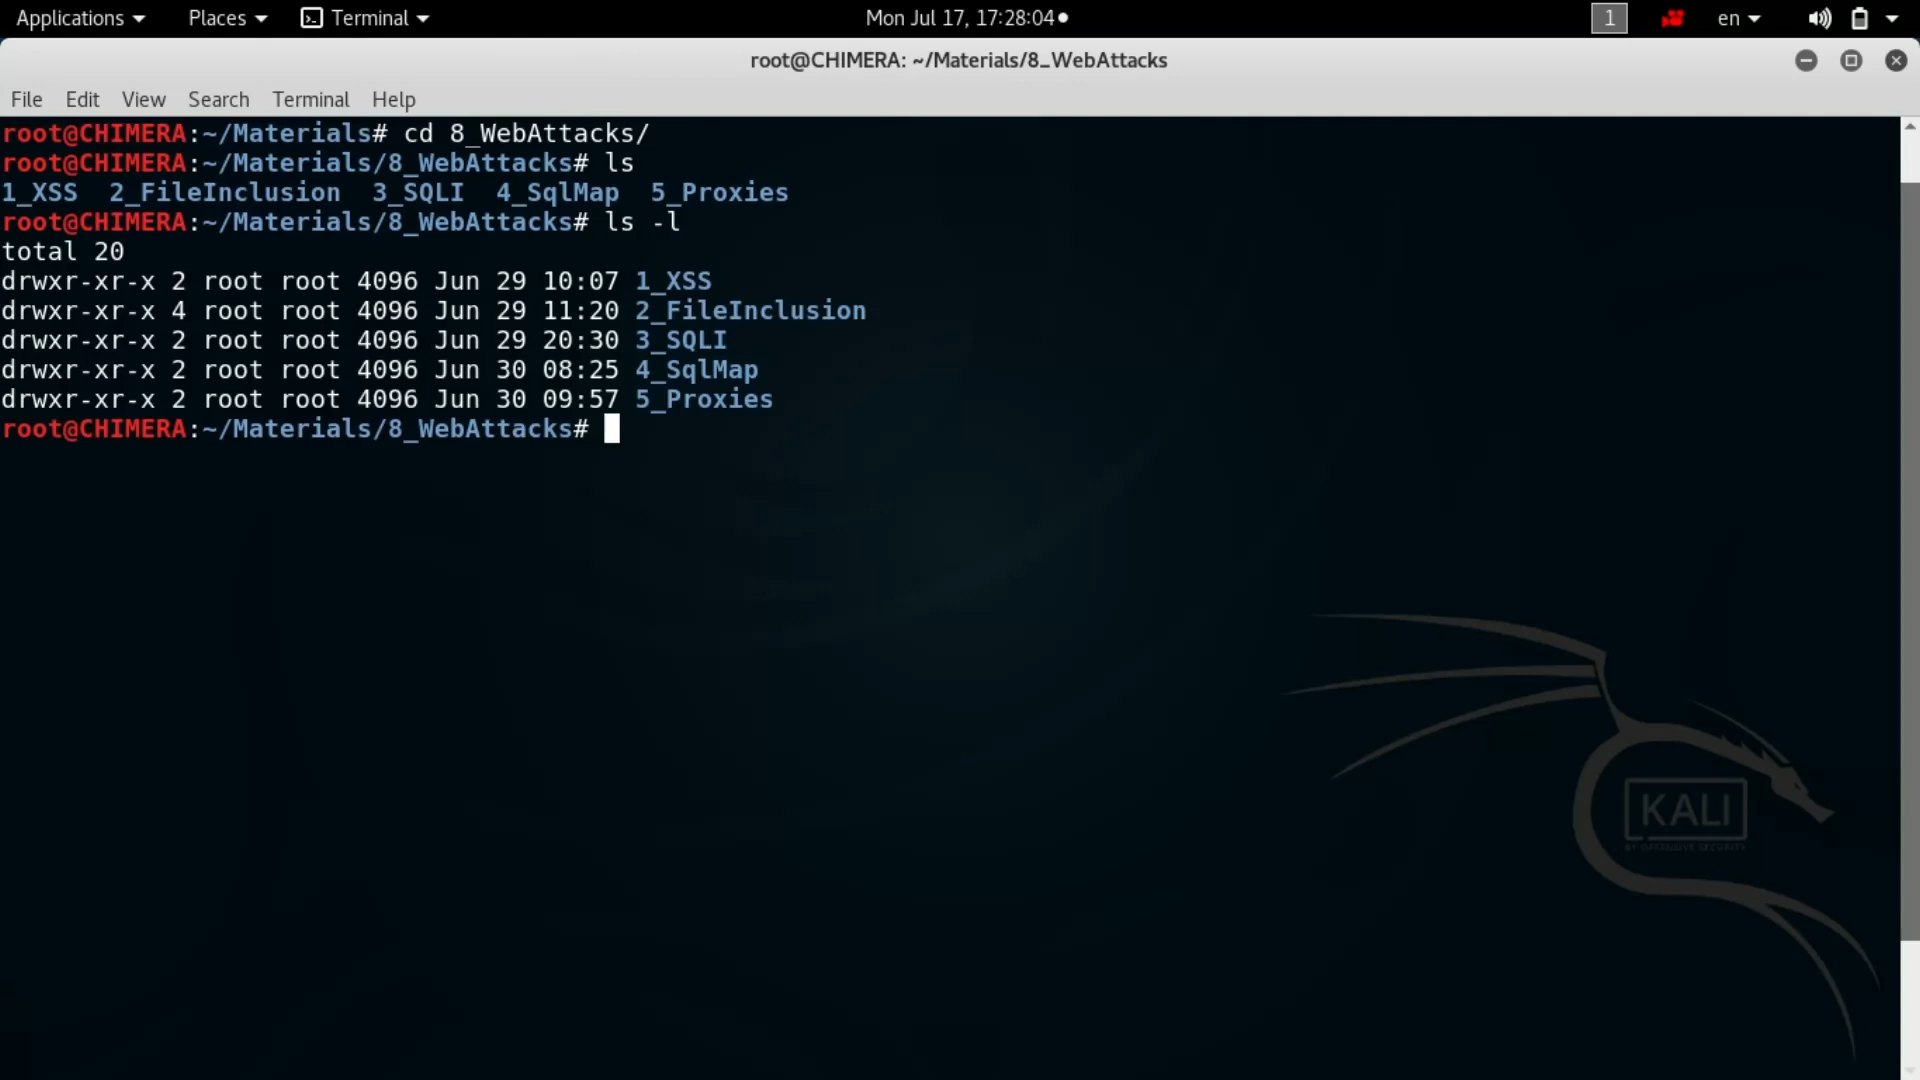 Applications Places Terminal Mon Jul 17, 17:28:04 1 en
root@CHIMERA: ~/Materials/8_WebAttacks
File Edit View Search Terminal Help
root@CHIMERA:~/Materials# cd 8_WebAttacks/
root@CHIMERA:~/Materials/8_WebAttacks# ls
1_XSS 2_FileInclusion 3_SQLI 4_SqlMap 5_Proxies
root@CHIMERA:~/Materials/8_WebAttacks# ls -l
total 20
drwxr-xr-x 2 root root 4096 Jun 29 10:07 1_XSS
drwxr-xr-x 4 root root 4096 Jun 29 11:20 2_FileInclusion
drwxr-xr-x 2 root root 4096 Jun 29 20:30 3_SQLI
drwxr-xr-x 2 root root 4096 Jun 30 08:25 4_SqlMap
drwxr-xr-x 2 root root 4096 Jun 30 09:57 5_Proxies
root@CHIMERA:~/Materials/8_WebAttacks#
KALI
BY OFFENSIVE SECURITY